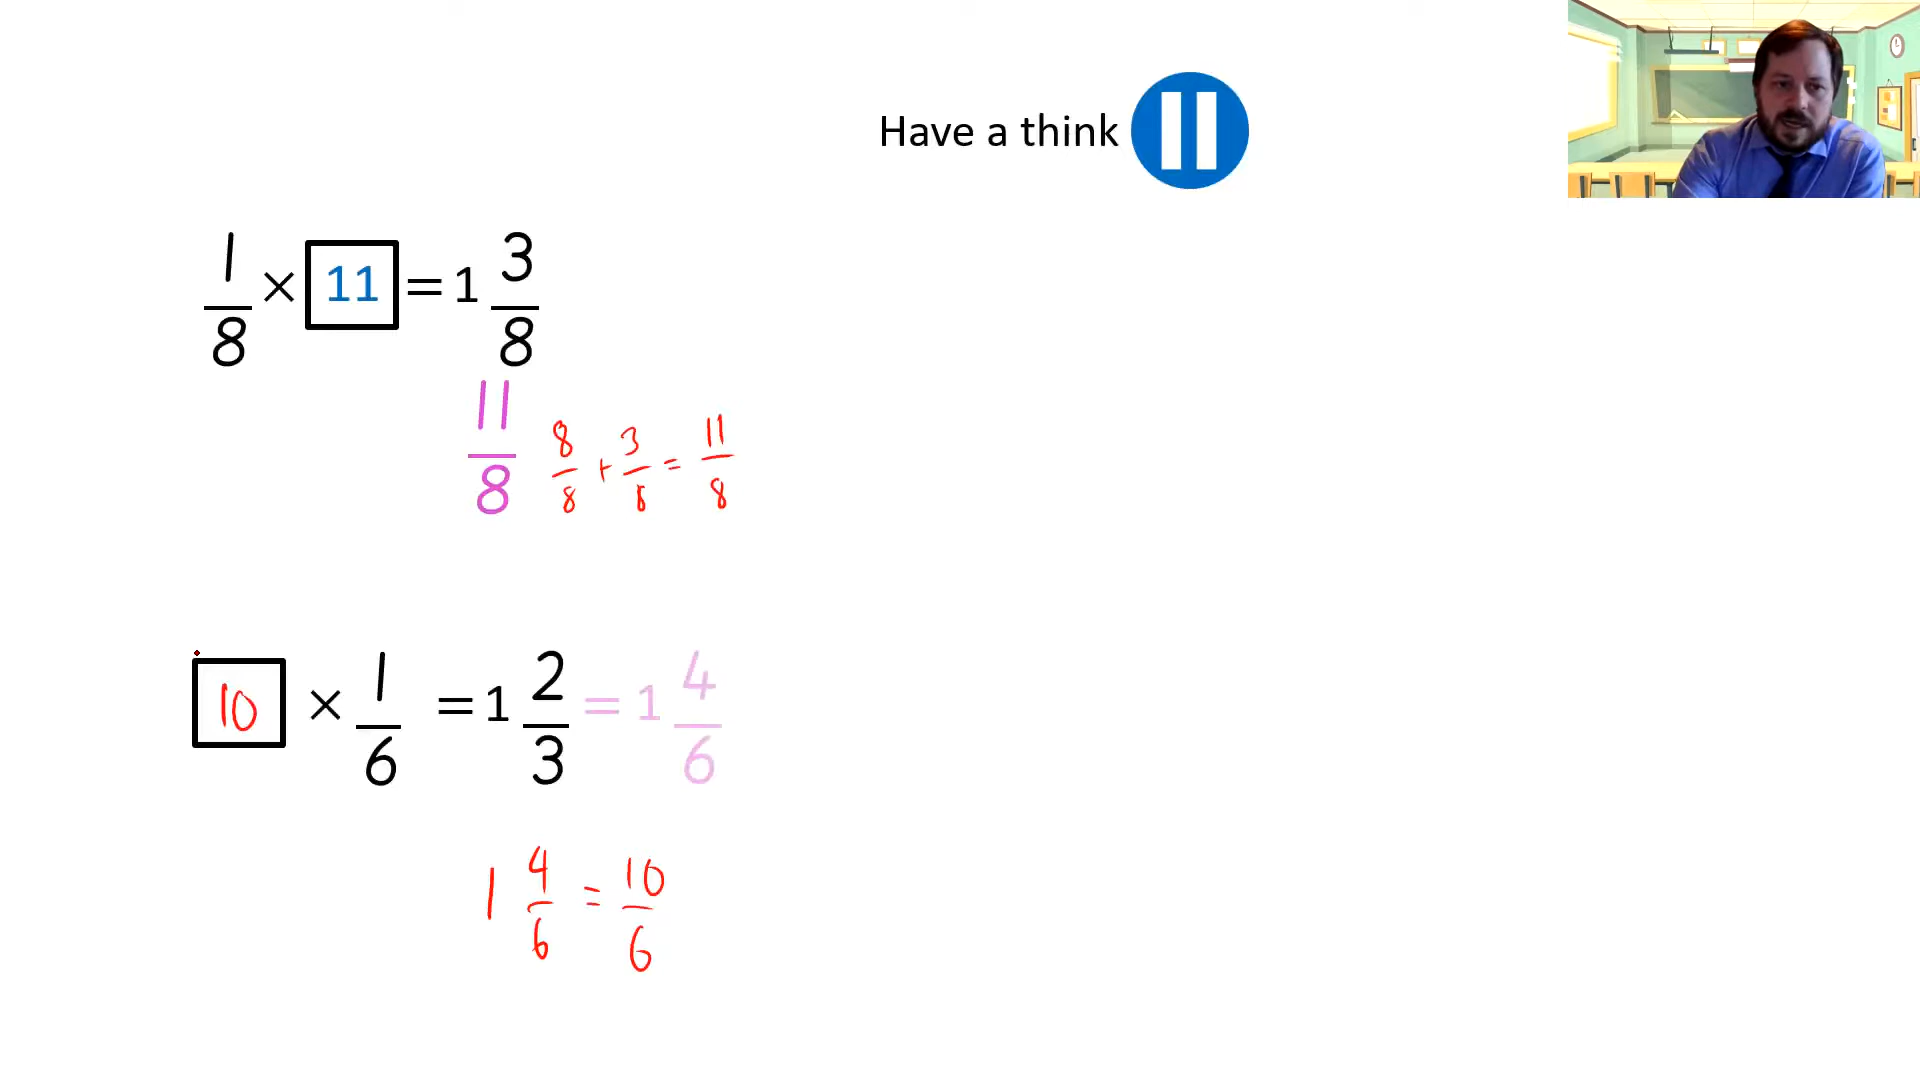 Have a think
1/8 × 11 = 1 3/8
11/8
8/8 + 3/8 = 11/8
10 × 1/6 = 1 2/3 = 1 4/6
1 4/6 = 10/6